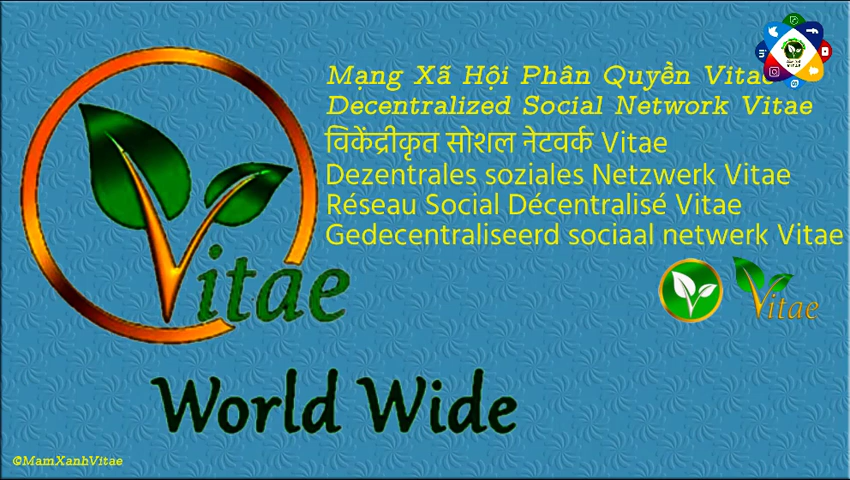 Mạng Xã Hội Phân Quyền Vitae
Decentralized Social Network Vitae
विकेंद्रीकृत सोशल नेटवर्क Vitae
Dezentrales soziales Netzwerk Vitae
Réseau Social Décentralisé Vitae
Gedecentraliseerd sociaal netwerk Vitae
Vitae
Vitae
World Wide
©MamXanhVitae